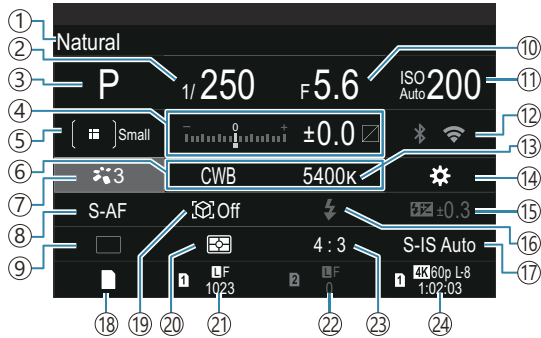 ① Natural
② ③ P 1/250 F5.6 ⑩ ISO Auto 200 ⑪
④ ⑤ [ ] Small − 0 + ±0.0 ⑫
⑥ CWB 5400K ⑬
⑦ 3 ⑭
⑧ S-AF Off ±0.3 ⑮
⑨ 4:3 ⑯ S-IS Auto ⑰
1 LF 1023 2 LF 0 1 4K 60p L-8 1:02:03
⑱ ⑲ ⑳ ㉑ ㉒ ㉓ ㉔